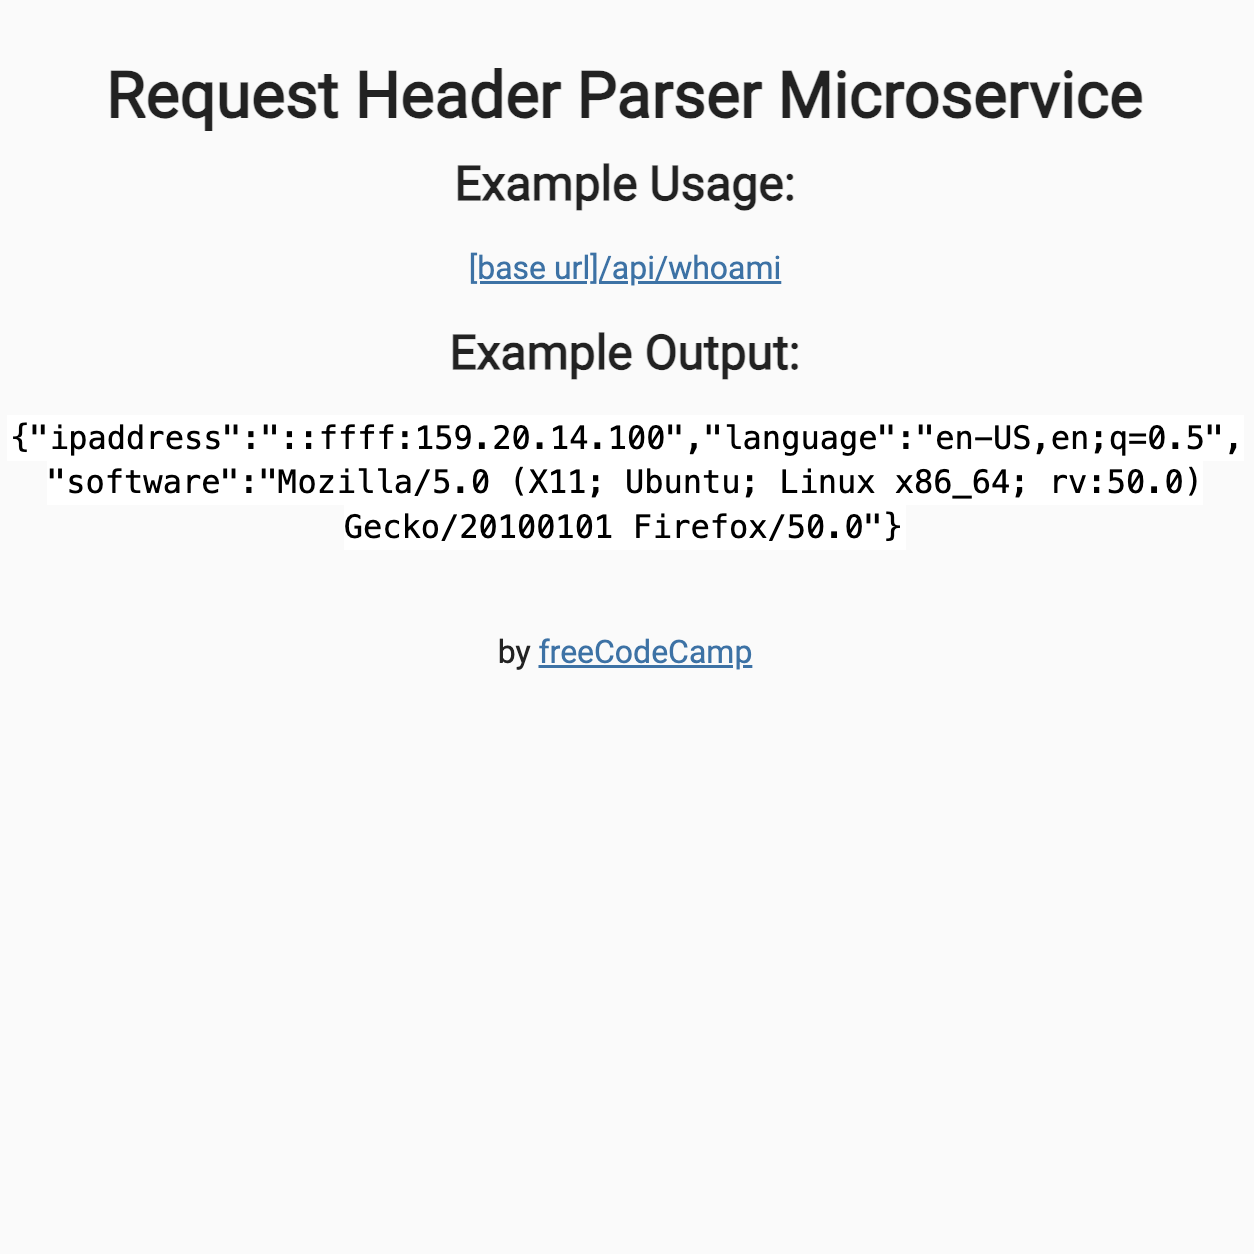 Request Header Parser Microservice
Example Usage:
[base url]/api/whoami
Example Output:
{"ipaddress":"::ffff:159.20.14.100","language":"en-US,en;q=0.5",
"software":"Mozilla/5.0 (X11; Ubuntu; Linux x86_64; rv:50.0)
Gecko/20100101 Firefox/50.0"}
by freeCodeCamp